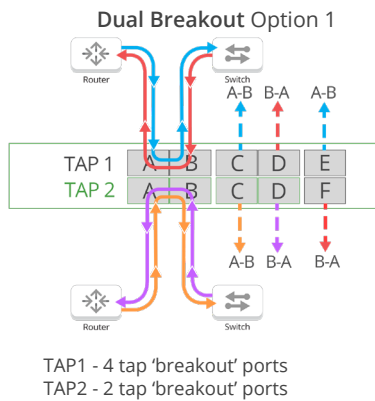 Dual Breakout Option 1
Router
Switch
A-B B-A A-B
TAP 1 A B C D E
TAP 2 A B C D F
A-B B-A B-A
Router
Switch
TAP1 - 4 tap ‘breakout’ ports
TAP2 - 2 tap ‘breakout’ ports